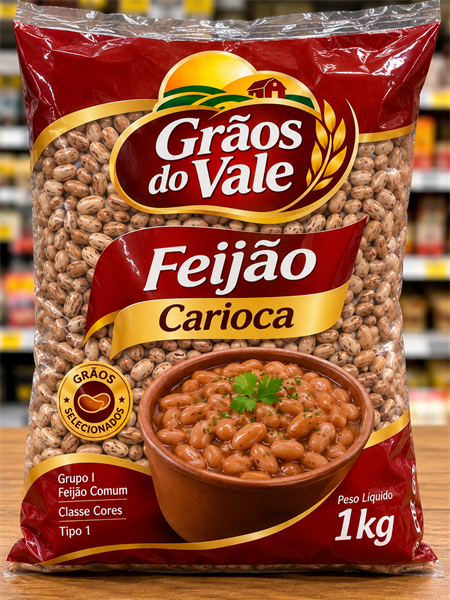 Grãos
do Vale
Feijão
Carioca
GRÃOS
SELECIONADOS
Grupo I
Feijão Comum
Classe Cores
Tipo 1
Peso Líquido
1kg